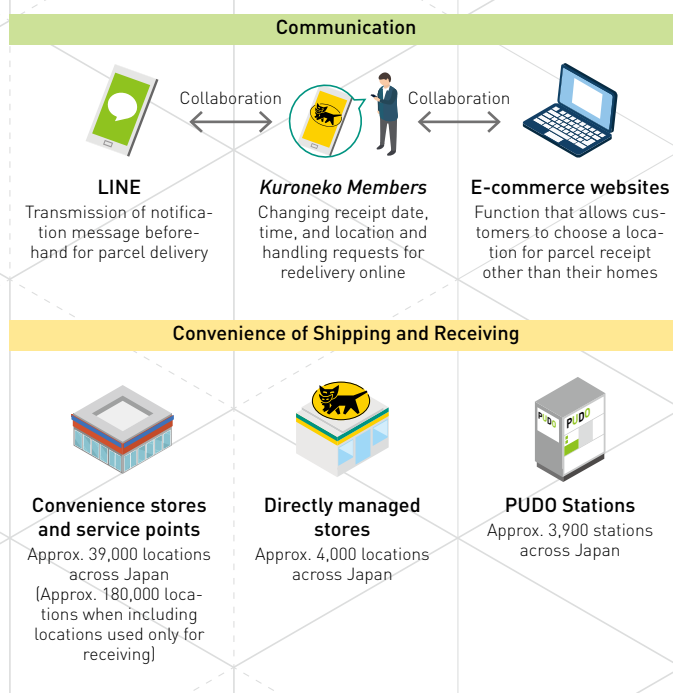 Communication
Collaboration
Collaboration
LINE
Transmission of notifica-
tion message before-
hand for parcel delivery
Kuroneko Members
Changing receipt date,
time, and location and
handling requests for
redelivery online
E-commerce websites
Function that allows cus-
tomers to choose a loca-
tion for parcel receipt
other than their homes
Convenience of Shipping and Receiving
PUDO
PUDO
Convenience stores
and service points
Approx. 39,000 locations
across Japan
(Approx. 180,000 loca-
tions when including
locations used only for
receiving)
Directly managed
stores
Approx. 4,000 locations
across Japan
PUDO Stations
Approx. 3,900 stations
across Japan